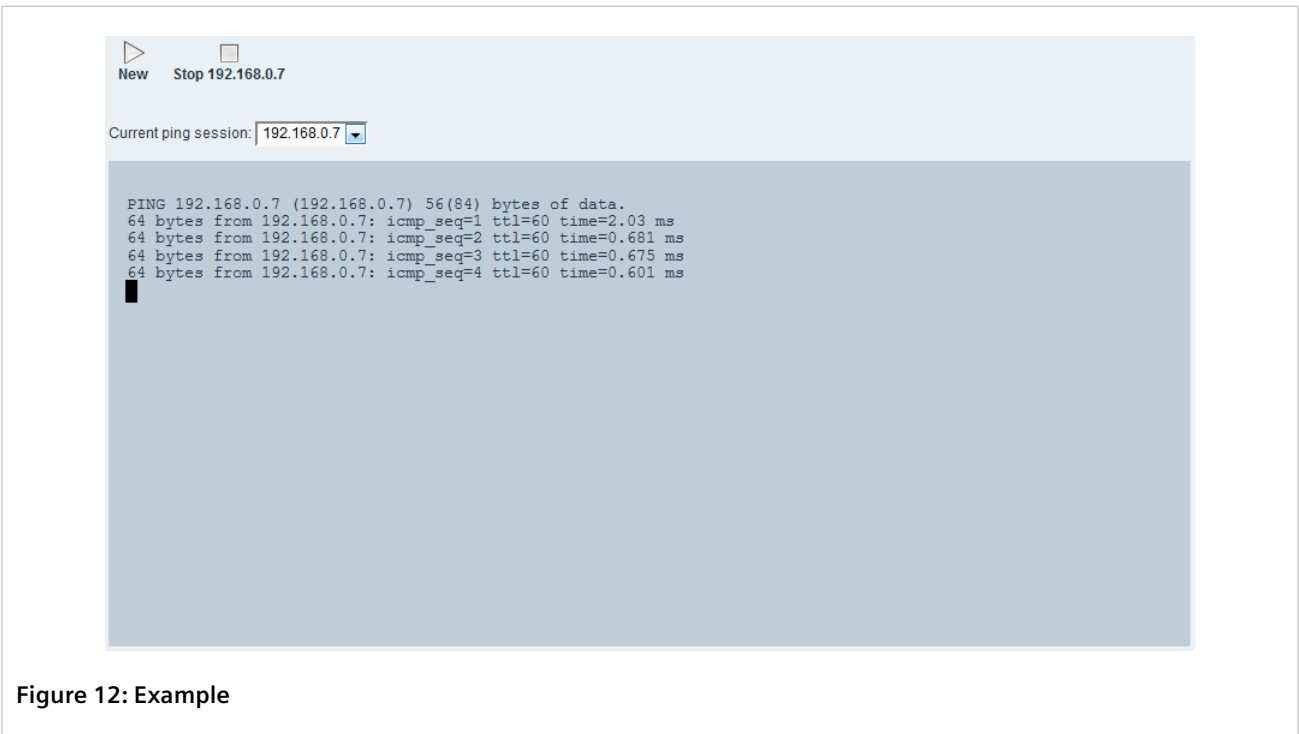 New Stop 192.168.0.7
Current ping session: 192.168.0.7
PING 192.168.0.7 (192.168.0.7) 56(84) bytes of data.
64 bytes from 192.168.0.7: icmp_seq=1 ttl=60 time=2.03 ms
64 bytes from 192.168.0.7: icmp_seq=2 ttl=60 time=0.681 ms
64 bytes from 192.168.0.7: icmp_seq=3 ttl=60 time=0.675 ms
64 bytes from 192.168.0.7: icmp_seq=4 ttl=60 time=0.601 ms
Figure 12: Example